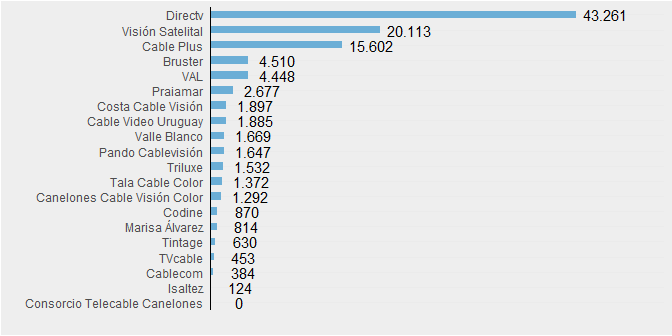 Directv 43.261
Visión Satelital 20.113
Cable Plus 15.602
Bruster 4.510
VAL 4.448
Praiamar 2.677
Costa Cable Visión 1.897
Cable Video Uruguay 1.885
Valle Blanco 1.669
Pando Cablevisión 1.647
Triluxe 1.532
Tala Cable Color 1.372
Canelones Cable Visión Color 1.292
Codine 870
Marisa Álvarez 814
Tintage 630
TVcable 453
Cablecom 384
Isaltez 124
Consorcio Telecable Canelones 0